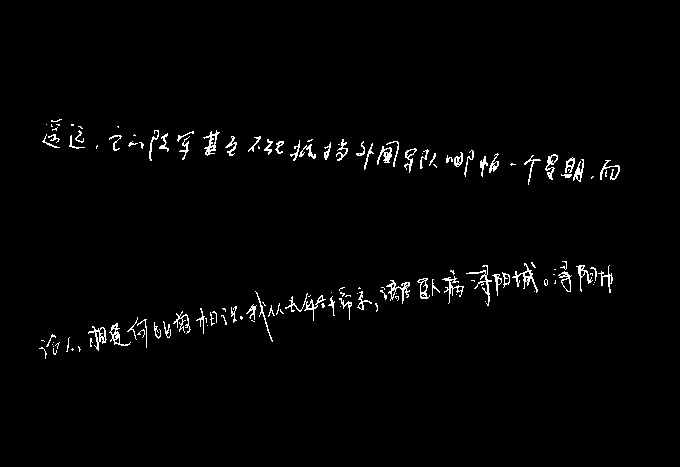 遥远,它的陆军甚至不能抵挡外国军队哪怕一个星期,而
沦人,相逢何必曾相识。我从去年辞帝京,谪居卧病浔阳城。浔阳地